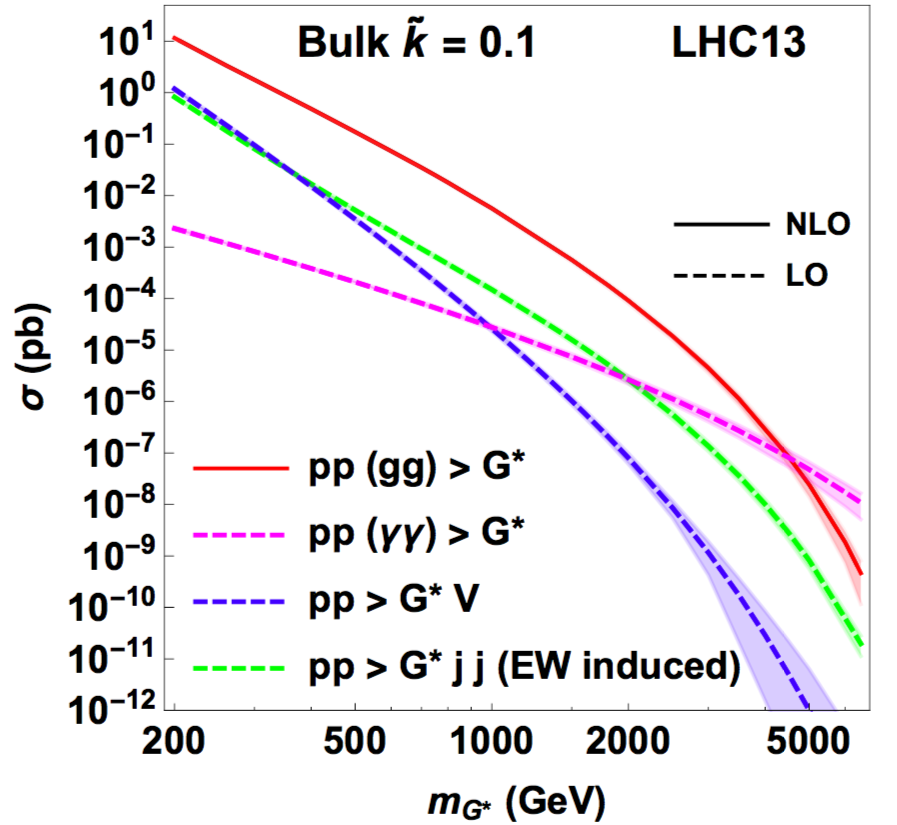 Bulk k̃ = 0.1 LHC13
10¹
10⁰
10⁻¹
10⁻²
10⁻³
10⁻⁴
10⁻⁵
10⁻⁶
10⁻⁷
10⁻⁸
10⁻⁹
10⁻¹⁰
10⁻¹¹
10⁻¹²
σ (pb)
NLO
LO
pp (gg) > G*
pp (γγ) > G*
pp > G* V
pp > G* j j (EW induced)
200 500 1000 2000 5000
m_G* (GeV)